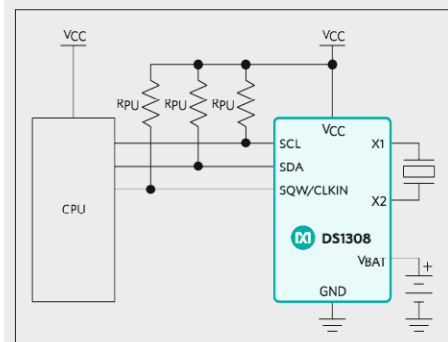 VCC VCC
RPU RPU RPU
VCC
SCL X1
SDA
SQW/CLKIN
X2
CPU
DS1308
VBAT
+
GND